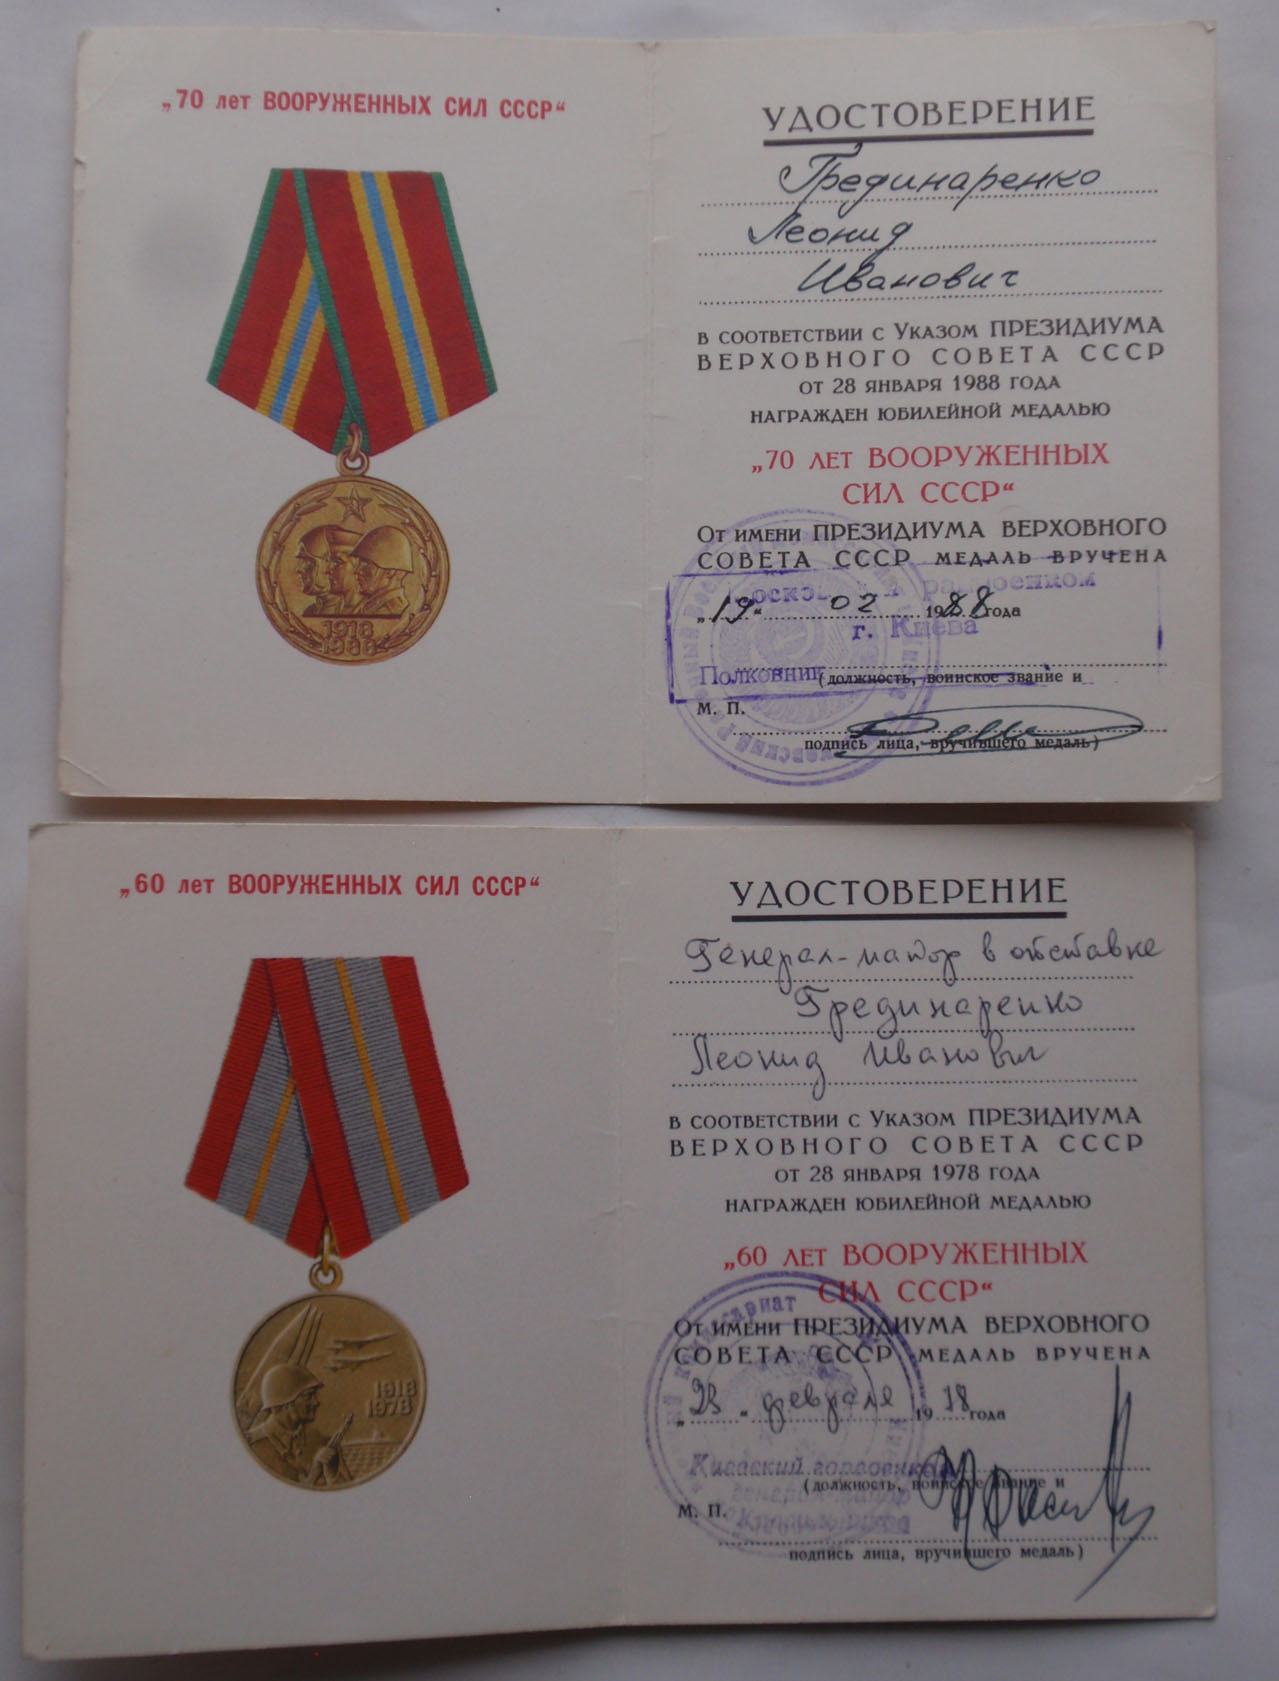 „70 лет ВООРУЖЕННЫХ СИЛ СССР“
1918
1988
УДОСТОВЕРЕНИЕ
Грединаренко
Леонид
Иванович
в соответствии с Указом ПРЕЗИДИУМА
ВЕРХОВНОГО СОВЕТА СССР
от 28 января 1988 года
награжден юбилейной медалью
„70 лет ВООРУЖЕННЫХ
СИЛ СССР“
От имени ПРЕЗИДИУМА ВЕРХОВНОГО
СОВЕТА СССР медаль вручена
„19“ 02 1988 года
г. Киева
Полковник
(должность, воинское звание и
М. П.
подпись лица, вручившего медаль)
„60 лет ВООРУЖЕННЫХ СИЛ СССР“
1918
1978
УДОСТОВЕРЕНИЕ
Генерал-майор в отставке
Грединаренко
Леонид Иванович
в соответствии с Указом ПРЕЗИДИУМА
ВЕРХОВНОГО СОВЕТА СССР
от 28 января 1978 года
награжден юбилейной медалью
„60 лет ВООРУЖЕННЫХ
СИЛ СССР“
От имени ПРЕЗИДИУМА ВЕРХОВНОГО
СОВЕТА СССР медаль вручена
„23“ февраля 1978 года
Киевский горвоенком
(должность, воинское звание и
генерал-майор
М. П.
подпись лица, вручившего медаль)